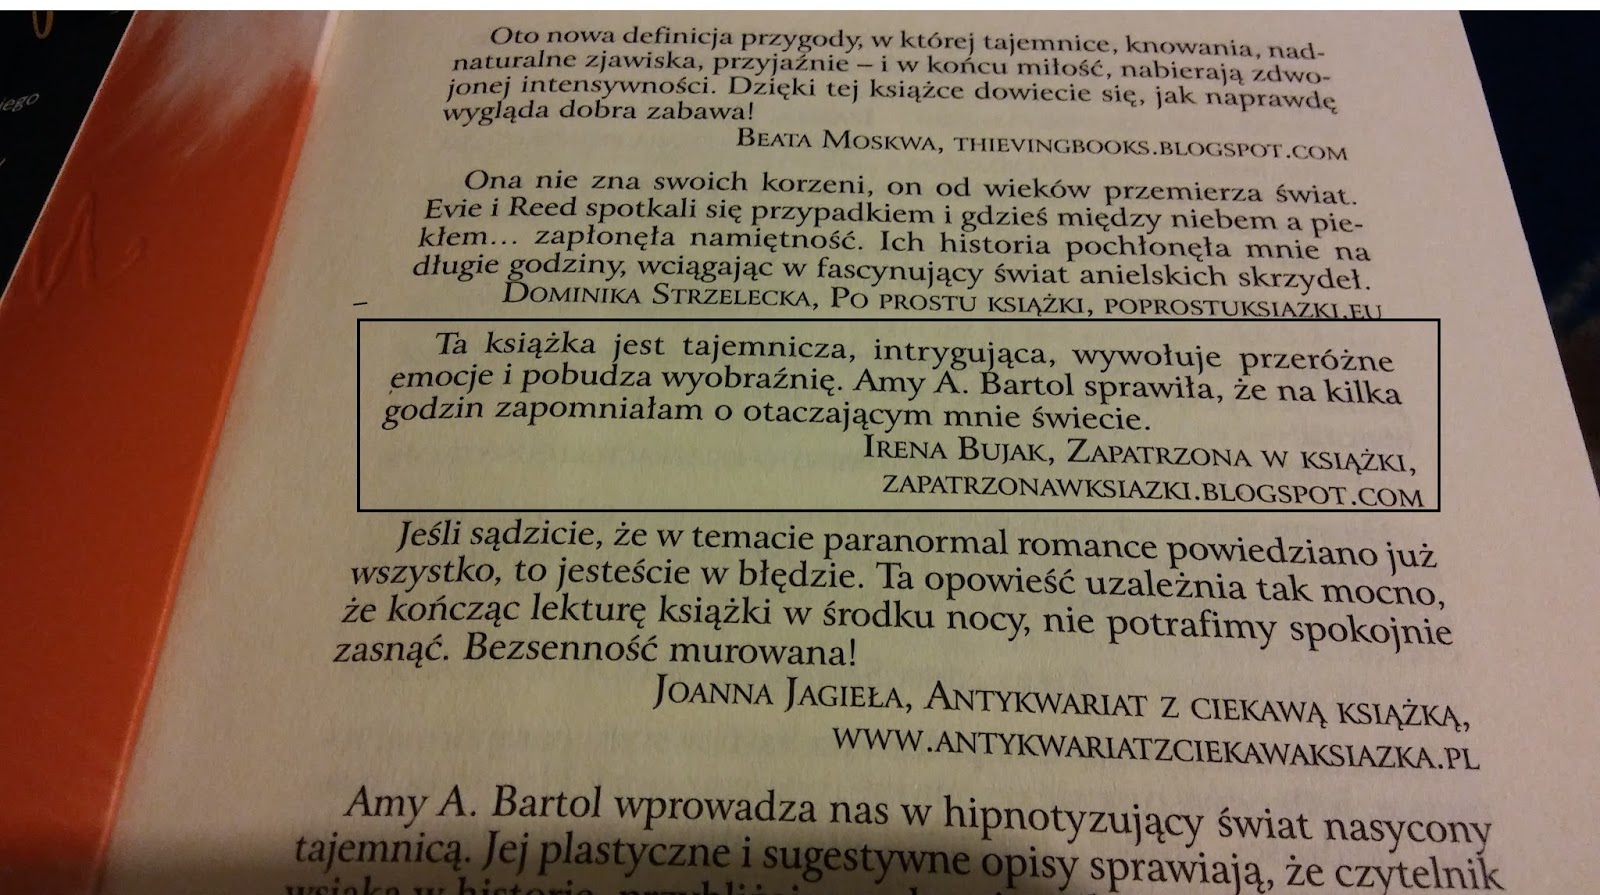 iego
Oto nowa definicja przygody, w której tajemnice, knowania, nad-
naturalne zjawiska, przyjaźnie – i w końcu miłość, nabierają zdwo-
jonej intensywności. Dzięki tej książce dowiecie się, jak naprawdę
wygląda dobra zabawa!
BEATA MOSKWA, THIEVINGBOOKS.BLOGSPOT.COM
Ona nie zna swoich korzeni, on od wieków przemierza świat.
Evie i Reed spotkali się przypadkiem i gdzieś między niebem a pie-
kłem... zapłonęła namiętność. Ich historia pochłonęła mnie na
długie godziny, wciągając w fascynujący świat anielskich skrzydeł.
DOMINIKA STRZELECKA, PO PROSTU KSIĄŻKI, POPROSTUKSIAZKI.EU
Ta książka jest tajemnicza, intrygująca, wywołuje przeróżne
emocje i pobudza wyobraźnię. Amy A. Bartol sprawiła, że na kilka
godzin zapomniałam o otaczającym mnie świecie.
IRENA BUJAK, ZAPATRZONA W KSIĄŻKI,
ZAPATRZONAWKSIAZKI.BLOGSPOT.COM
Jeśli sądzicie, że w temacie paranormal romance powiedziano już
wszystko, to jesteście w błędzie. Ta opowieść uzależnia tak mocno,
że kończąc lekturę książki w środku nocy, nie potrafimy spokojnie
zasnąć. Bezsenność murowana!
JOANNA JAGIEŁA, ANTYKWARIAT Z CIEKAWĄ KSIĄŻKĄ,
WWW.ANTYKWARIATZCIEKAWAKSIAZKA.PL
Amy A. Bartol wprowadza nas w hipnotyzujący świat nasycony
tajemnicą. Jej plastyczne i sugestywne opisy sprawiają, że czytelnik